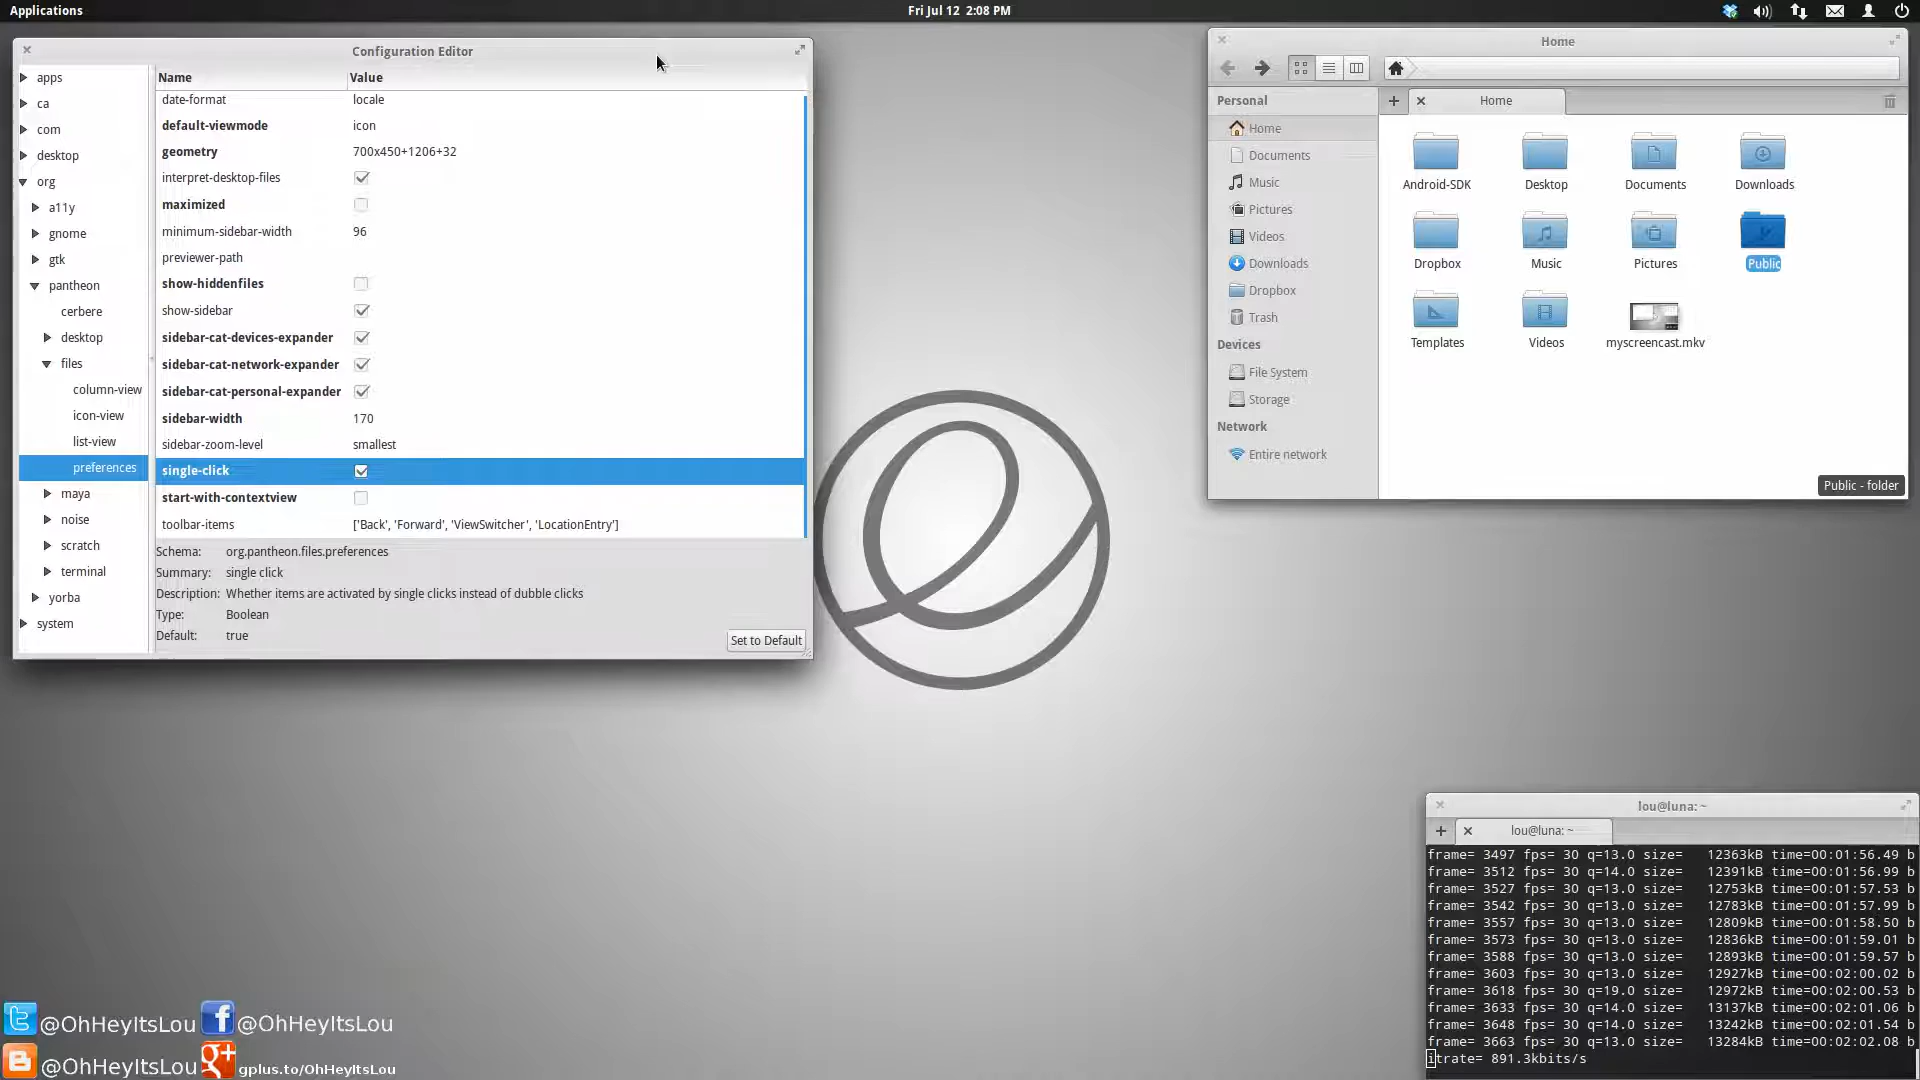 Applications
Fri Jul 12 2:08 PM
Configuration Editor
apps
ca
com
desktop
org
a11y
gnome
gtk
pantheon
cerbere
desktop
files
column-view
icon-view
list-view
preferences
maya
noise
scratch
terminal
yorba
system
Name Value
date-format locale
default-viewmode icon
geometry 700x450+1206+32
interpret-desktop-files
maximized
minimum-sidebar-width 96
previewer-path
show-hiddenfiles
show-sidebar
sidebar-cat-devices-expander
sidebar-cat-network-expander
sidebar-cat-personal-expander
sidebar-width 170
sidebar-zoom-level smallest
single-click
start-with-contextview
toolbar-items ['Back', 'Forward', 'ViewSwitcher', 'LocationEntry']
Schema: org.pantheon.files.preferences
Summary: single click
Description: Whether items are activated by single clicks instead of dubble clicks
Type: Boolean
Default: true
Set to Default
Home
Personal
Home
Documents
Music
Pictures
Videos
Downloads
Dropbox
Trash
Devices
File System
Storage
Network
Entire network
Home
Android-SDK Desktop Documents Downloads
Dropbox Music Pictures Public
Templates Videos myscreencast.mkv
Public - folder
lou@luna: ~
lou@luna: ~
frame= 3497 fps= 30 q=13.0 size= 12363kB time=00:01:56.49 b
frame= 3512 fps= 30 q=14.0 size= 12391kB time=00:01:56.99 b
frame= 3527 fps= 30 q=13.0 size= 12753kB time=00:01:57.53 b
frame= 3542 fps= 30 q=13.0 size= 12783kB time=00:01:57.99 b
frame= 3557 fps= 30 q=13.0 size= 12809kB time=00:01:58.50 b
frame= 3573 fps= 30 q=13.0 size= 12836kB time=00:01:59.01 b
frame= 3588 fps= 30 q=13.0 size= 12893kB time=00:01:59.57 b
frame= 3603 fps= 30 q=13.0 size= 12927kB time=00:02:00.02 b
frame= 3618 fps= 30 q=19.0 size= 12972kB time=00:02:00.53 b
frame= 3633 fps= 30 q=14.0 size= 13137kB time=00:02:01.06 b
frame= 3648 fps= 30 q=14.0 size= 13242kB time=00:02:01.54 b
frame= 3663 fps= 30 q=13.0 size= 13284kB time=00:02:02.08 b
itrate= 891.3kbits/s
@OhHeyItsLou @OhHeyItsLou
@OhHeyItsLou gplus.to/OhHeyItsLou